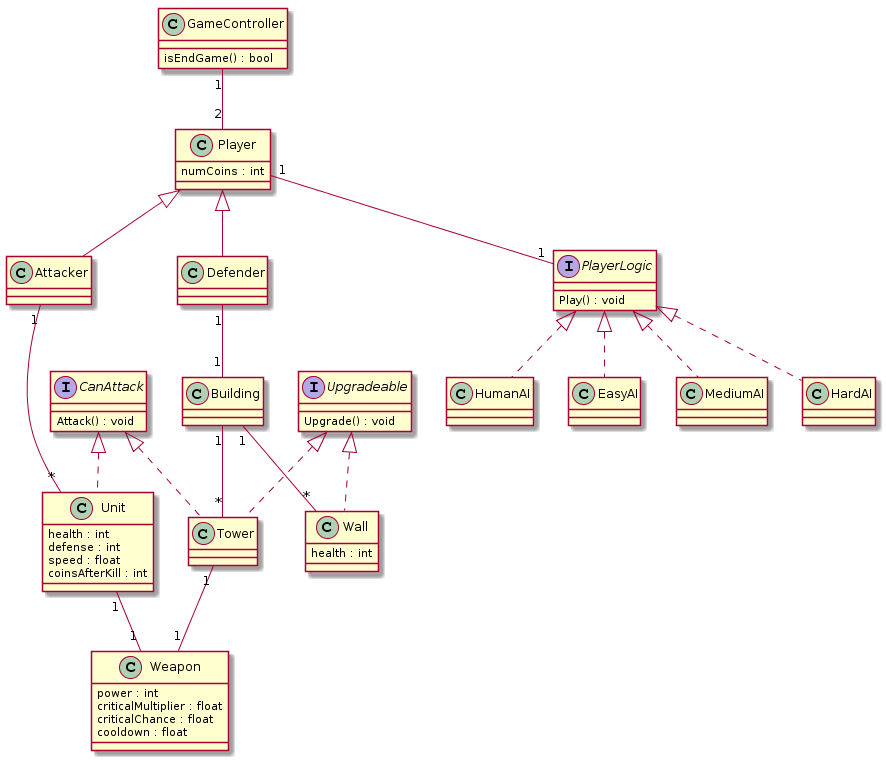 C GameController
isEndGame() : bool
1
2
C Player
numCoins : int
1
1
C Attacker
C Defender
I PlayerLogic
Play() : void
1
1
1
I CanAttack
Attack() : void
C Building
I Upgradeable
Upgrade() : void
C HumanAI
C EasyAI
C MediumAI
C HardAI
1
1
*
*
*
C Unit
health : int
defense : int
speed : float
coinsAfterKill : int
C Tower
C Wall
health : int
1
1
1
1
C Weapon
power : int
criticalMultiplier : float
criticalChance : float
cooldown : float